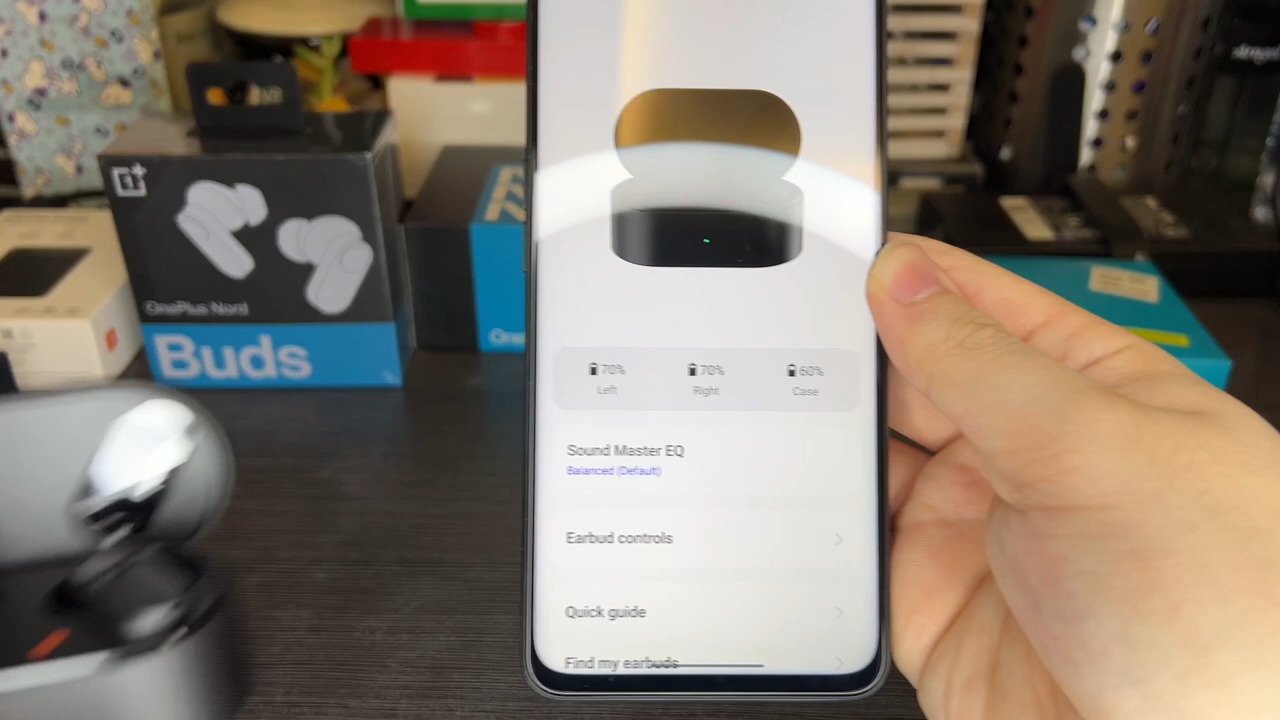 OnePlus Nord
Buds
70%
70%
60%
Left
Right
Case
Sound Master EQ
Balanced (Default)
Earbud controls
Quick guide
Find my earbuds